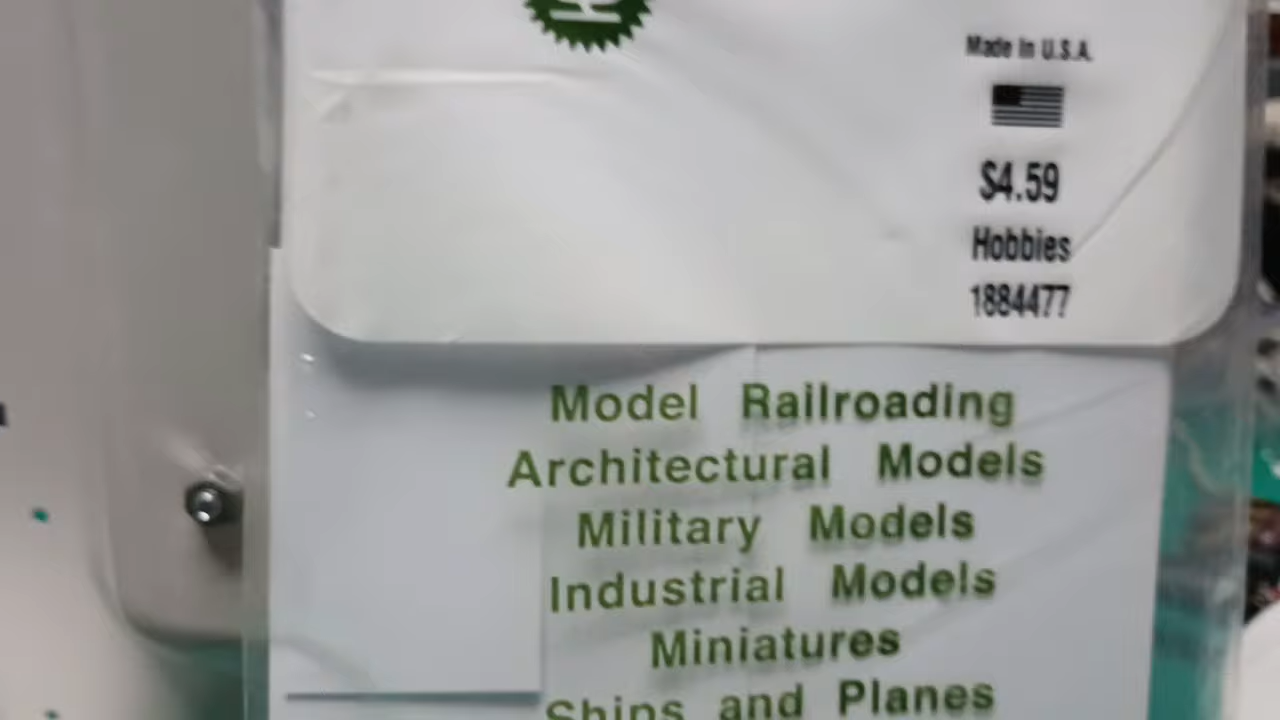 Made in U.S.A.
$4.59
Hobbies
1884477
Model Railroading
Architectural Models
Military Models
Industrial Models
Miniatures
Ships and Planes